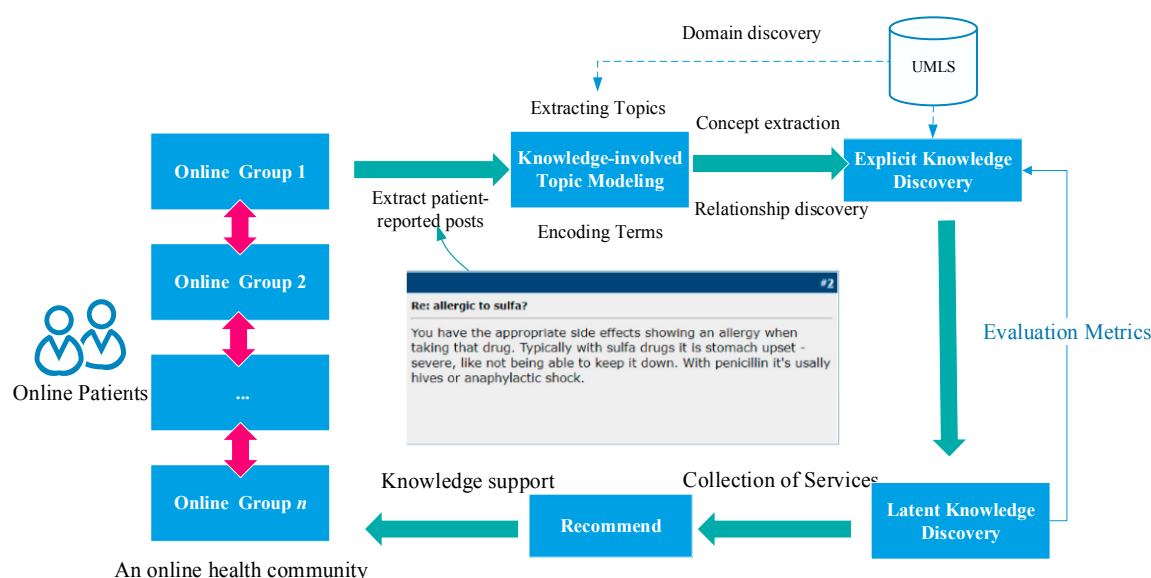 Domain discovery
UMLS
Extracting Topics
Concept extraction
Online Group 1
Knowledge-involved
Topic Modeling
Explicit Knowledge
Discovery
Extract patient-
reported posts
Relationship discovery
Encoding Terms
Online Group 2
#2
Re: allergic to sulfa?
You have the appropriate side effects showing an allergy when
taking that drug. Typically with sulfa drugs it is stomach upset -
severe, like not being able to keep it down. With penicillin it's usally
hives or anaphylactic shock.
Evaluation Metrics
Online Patients
...
Knowledge support
Collection of Services
Online Group n
Recommend
Latent Knowledge
Discovery
An online health community